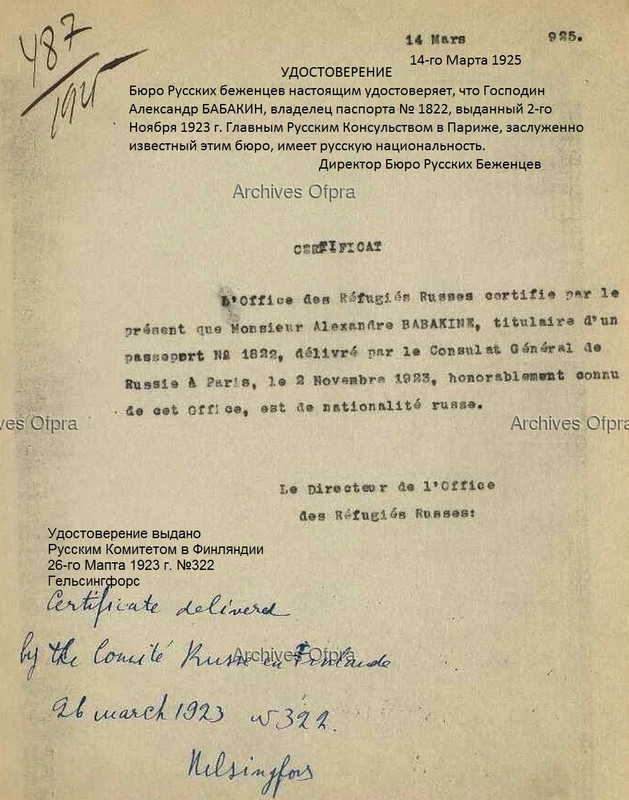 487
1925
14 Mars 925.
14-го Марта 1925
УДОСТОВЕРЕНИЕ
Бюро Русских беженцев настоящим удостоверяет, что Господин
Александр БАБАКИН, владелец паспорта № 1822, выданный 2-го
Ноября 1923 г. Главным Русским Консульством в Париже, заслуженно
известный этим бюро, имеет русскую национальность.
Директор Бюро Русских Беженцев
Archives Ofpra
CERTIFICAT
L'Office des Réfugiés Russes certifie par le
présent que Monsieur Alexandre BABAKINE, titulaire d'un
passeport № 1822, délivré par le Consulat Général de
Russie à Paris, le 2 Novembre 1923, honorablement connu
de cet Office, est de nationalité russe.
ves Ofpra
Archives Ofpra
Le Directeur de l'Office
des Réfugiés Russes:
Удостоверение выдано
Русским Комитетом в Финляндии
26-го Мапта 1923 г. №322
Гельсингфорс
Certificate delivered
by the Comité Russe en Finlande
Archives Ofpra
26 march 1923 N 322.
Helsingfors